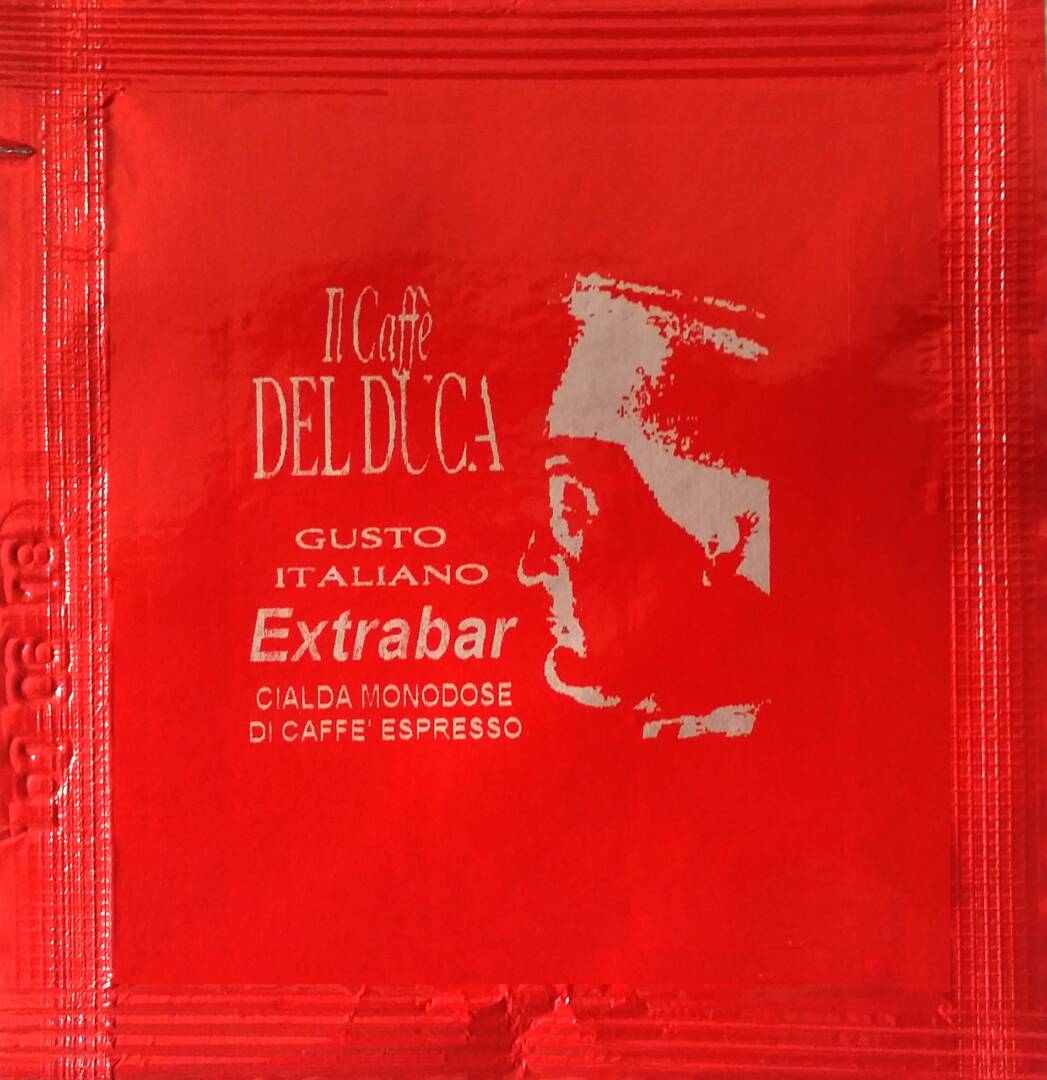 Il Caffè
DEL DUCA
GUSTO
ITALIANO
Extrabar
CIALDA MONODOSE
DI CAFFE' ESPRESSO